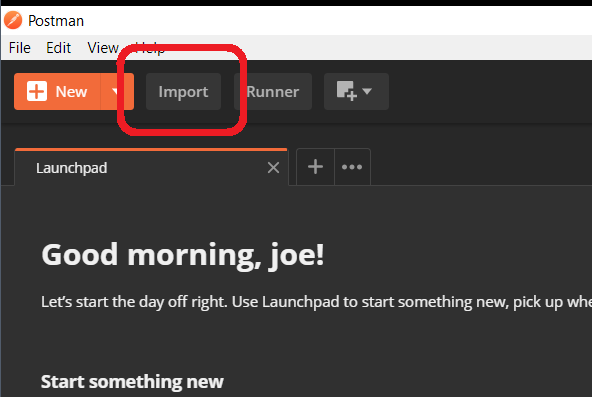 Postman
File Edit View Help
New Import Runner
Launchpad
Good morning, joe!
Let's start the day off right. Use Launchpad to start something new, pick up whe
Start something new